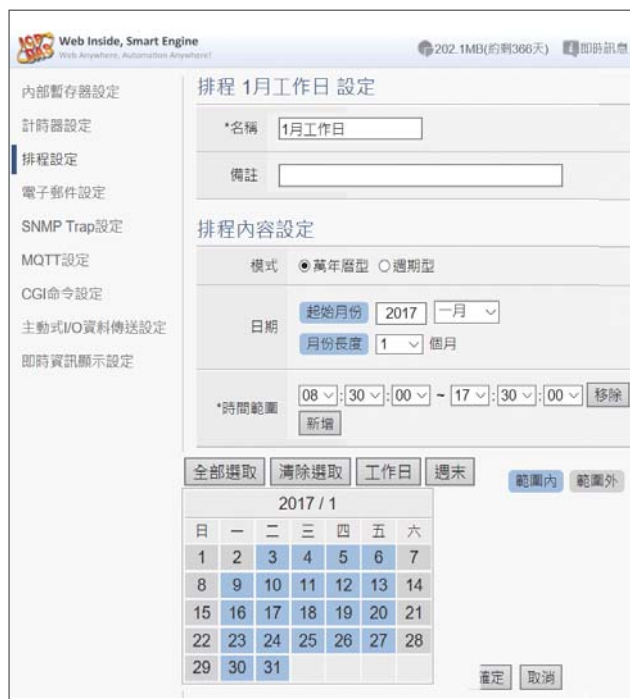 ICP DAS
Web Inside, Smart Engine
Web Anywhere, Automation Anywhere!
202.1MB(約剩366天) 即時訊息
內部暫存器設定
計時器設定
排程設定
電子郵件設定
SNMP Trap設定
MQTT設定
CGI命令設定
主動式I/O資料傳送設定
即時資訊顯示設定
排程 1月工作日 設定
*名稱 1月工作日
備註
排程內容設定
模式 萬年曆型 週期型
日期 起始月份 2017 一月
月份長度 1 個月
*時間範圍 08 : 30 : 00 ~ 17 : 30 : 00 移除
新增
全部選取 清除選取 工作日 週末 範圍內 範圍外
2017 / 1
日 一 二 三 四 五 六
1 2 3 4 5 6 7
8 9 10 11 12 13 14
15 16 17 18 19 20 21
22 23 24 25 26 27 28
29 30 31
確定 取消